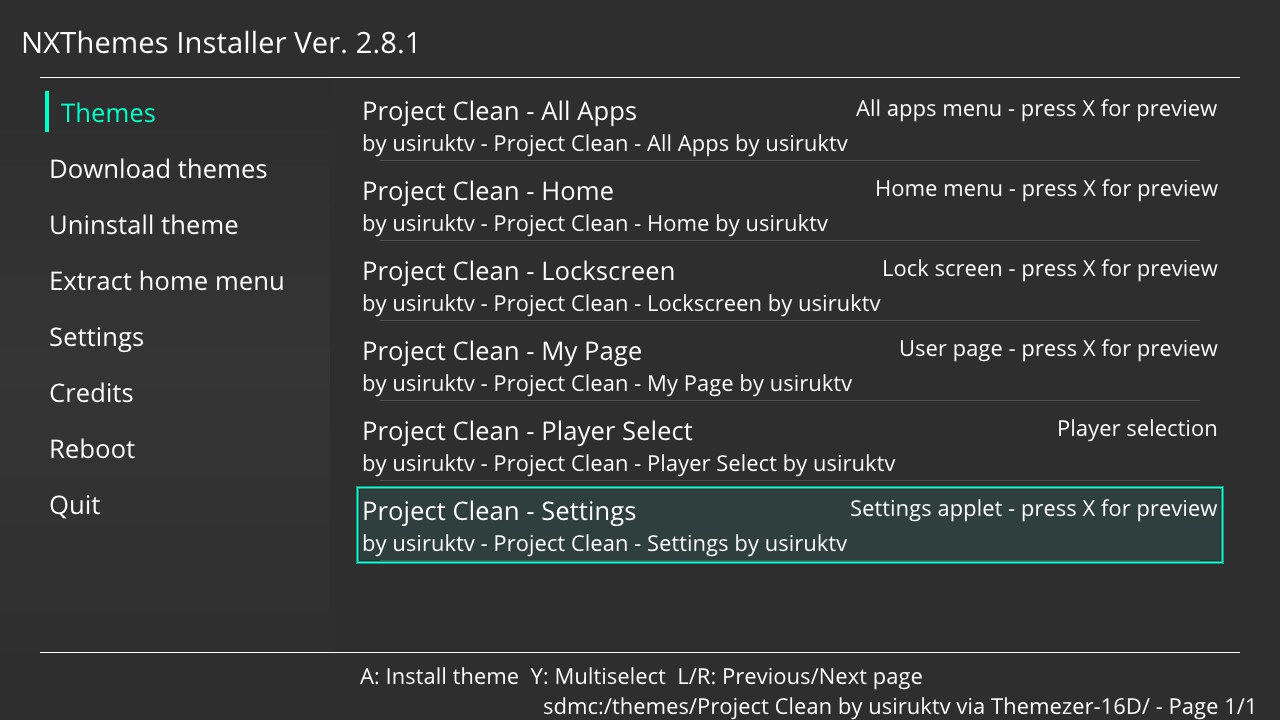 NXThemes Installer Ver. 2.8.1
Themes
Download themes
Uninstall theme
Extract home menu
Settings
Credits
Reboot
Quit
Project Clean - All Apps
All apps menu - press X for preview
by usiruktv - Project Clean - All Apps by usiruktv
Project Clean - Home
Home menu - press X for preview
by usiruktv - Project Clean - Home by usiruktv
Project Clean - Lockscreen
Lock screen - press X for preview
by usiruktv - Project Clean - Lockscreen by usiruktv
Project Clean - My Page
User page - press X for preview
by usiruktv - Project Clean - My Page by usiruktv
Project Clean - Player Select
Player selection
by usiruktv - Project Clean - Player Select by usiruktv
Project Clean - Settings
Settings applet - press X for preview
by usiruktv - Project Clean - Settings by usiruktv
A: Install theme  Y: Multiselect  L/R: Previous/Next page
sdmc:/themes/Project Clean by usiruktv via Themezer-16D/ - Page 1/1